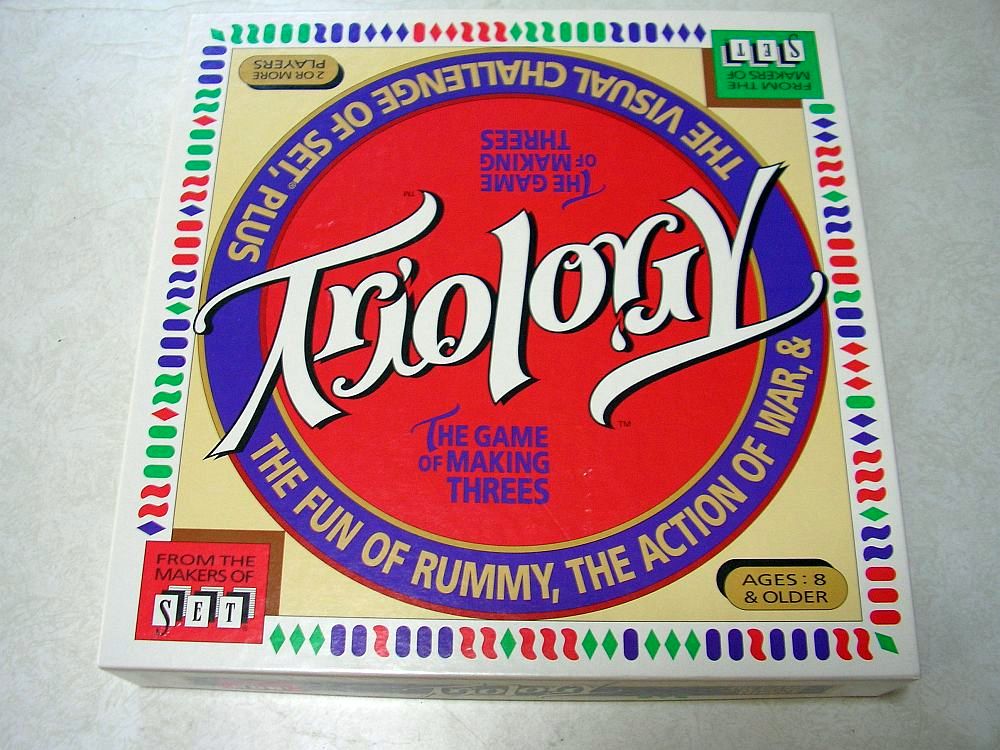 2 OR MORE
PLAYERS
FROM THE
MAKERS OF
SET
THE VISUAL CHALLENGE OF SET,® PLUS
THE GAME
OF MAKING
THREES
Triology
™
™
THE GAME
OF MAKING
THREES
THE FUN OF RUMMY, THE ACTION OF WAR, &
FROM THE
MAKERS OF
SET
AGES: 8
& OLDER